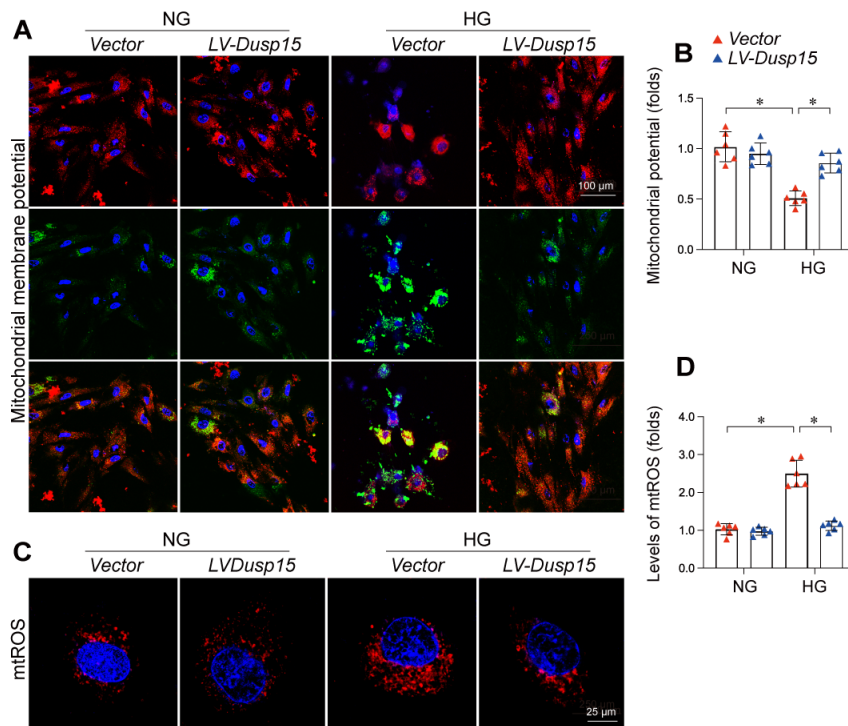 A
NG
HG
Vector
LV-Dusp15
Vector
LV-Dusp15
Mitochondrial membrane potential
100 µm
B
Vector
LV-Dusp15
Mitochondrial potential (folds)
1.5
1.0
0.5
0.0
*
*
NG
HG
C
NG
HG
Vector
LVDusp15
Vector
LV-Dusp15
mtROS
25 µm
D
Levels of mtROS (folds)
4.0
3.0
2.0
1.0
0.0
*
*
NG
HG